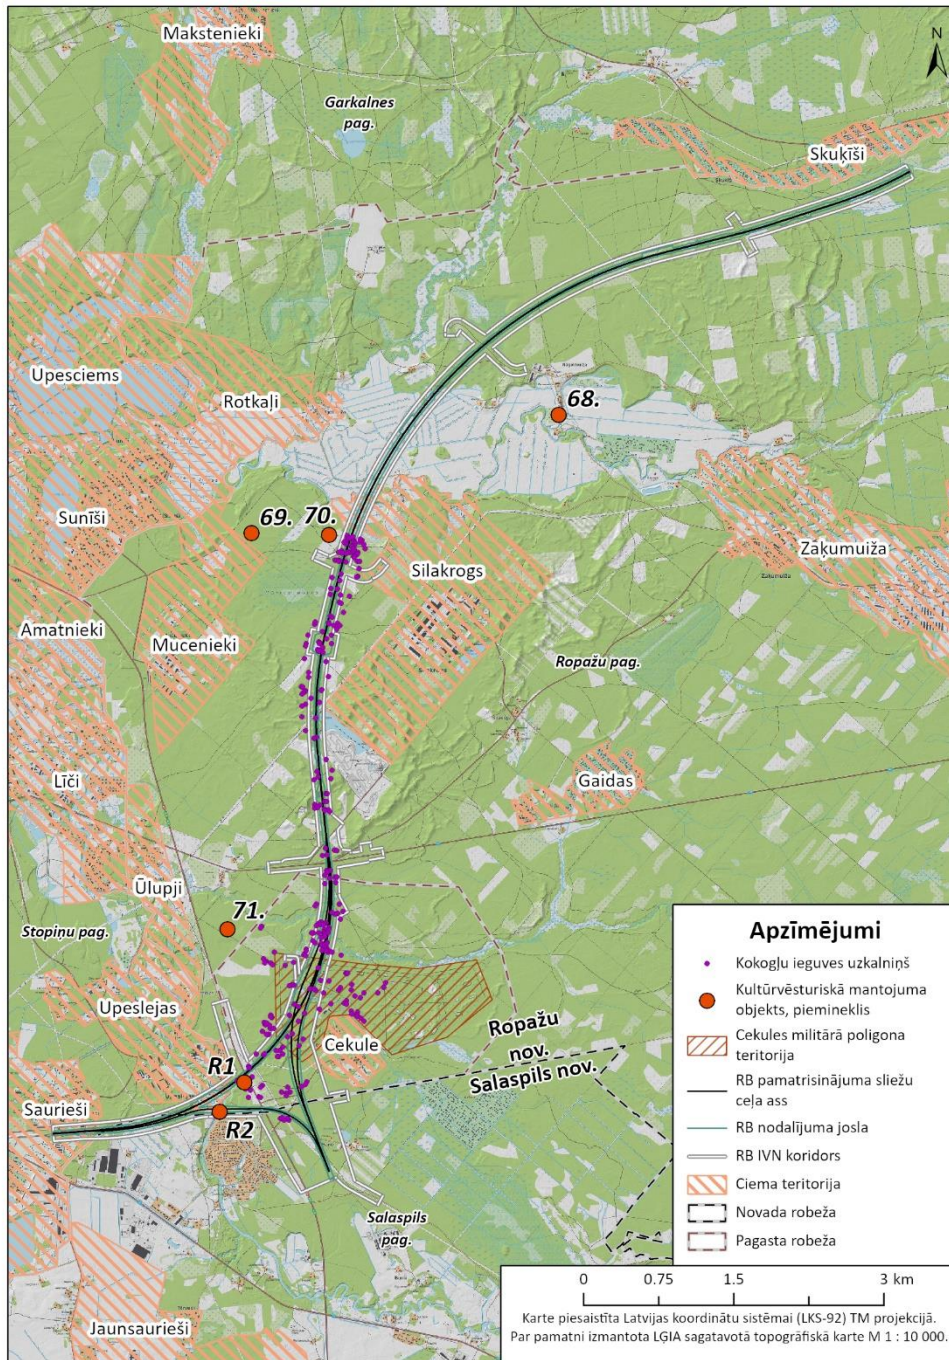 Makstenieki
N
Garkalnes
pag.
Skuķīši
Upesciems
Rotkaļi
68.
Sunīši
69.
70.
Silakrogs
Zaķumuiža
Amatnieki
Mucenieki
Ropažu pag.
Līči
Gaidas
Ūlupji
71.
Stopiņu pag.
Upeslejas
Cekule
Ropažu
nov.
Salaspils nov.
R1
Saurieši
R2
Salaspils
pag.
Jaunsaurieši
Apzīmējumi
Kokogļu ieguves uzkalniņš
Kultūrvēsturiskā mantojuma
objekts, piemineklis
Cekules militārā poligona
teritorija
RB pamatrisinājuma sliežu
ceļa ass
RB nodalījuma josla
RB IVN koridors
Ciema teritorija
Novada robeža
Pagasta robeža
0 0.75 1.5 3 km
Karte piesaistīta Latvijas koordinātu sistēmai (LKS-92) TM projekcijā.
Par pamatni izmantota LĢIA sagatavotā topogrāfiskā karte M 1 : 10 000.